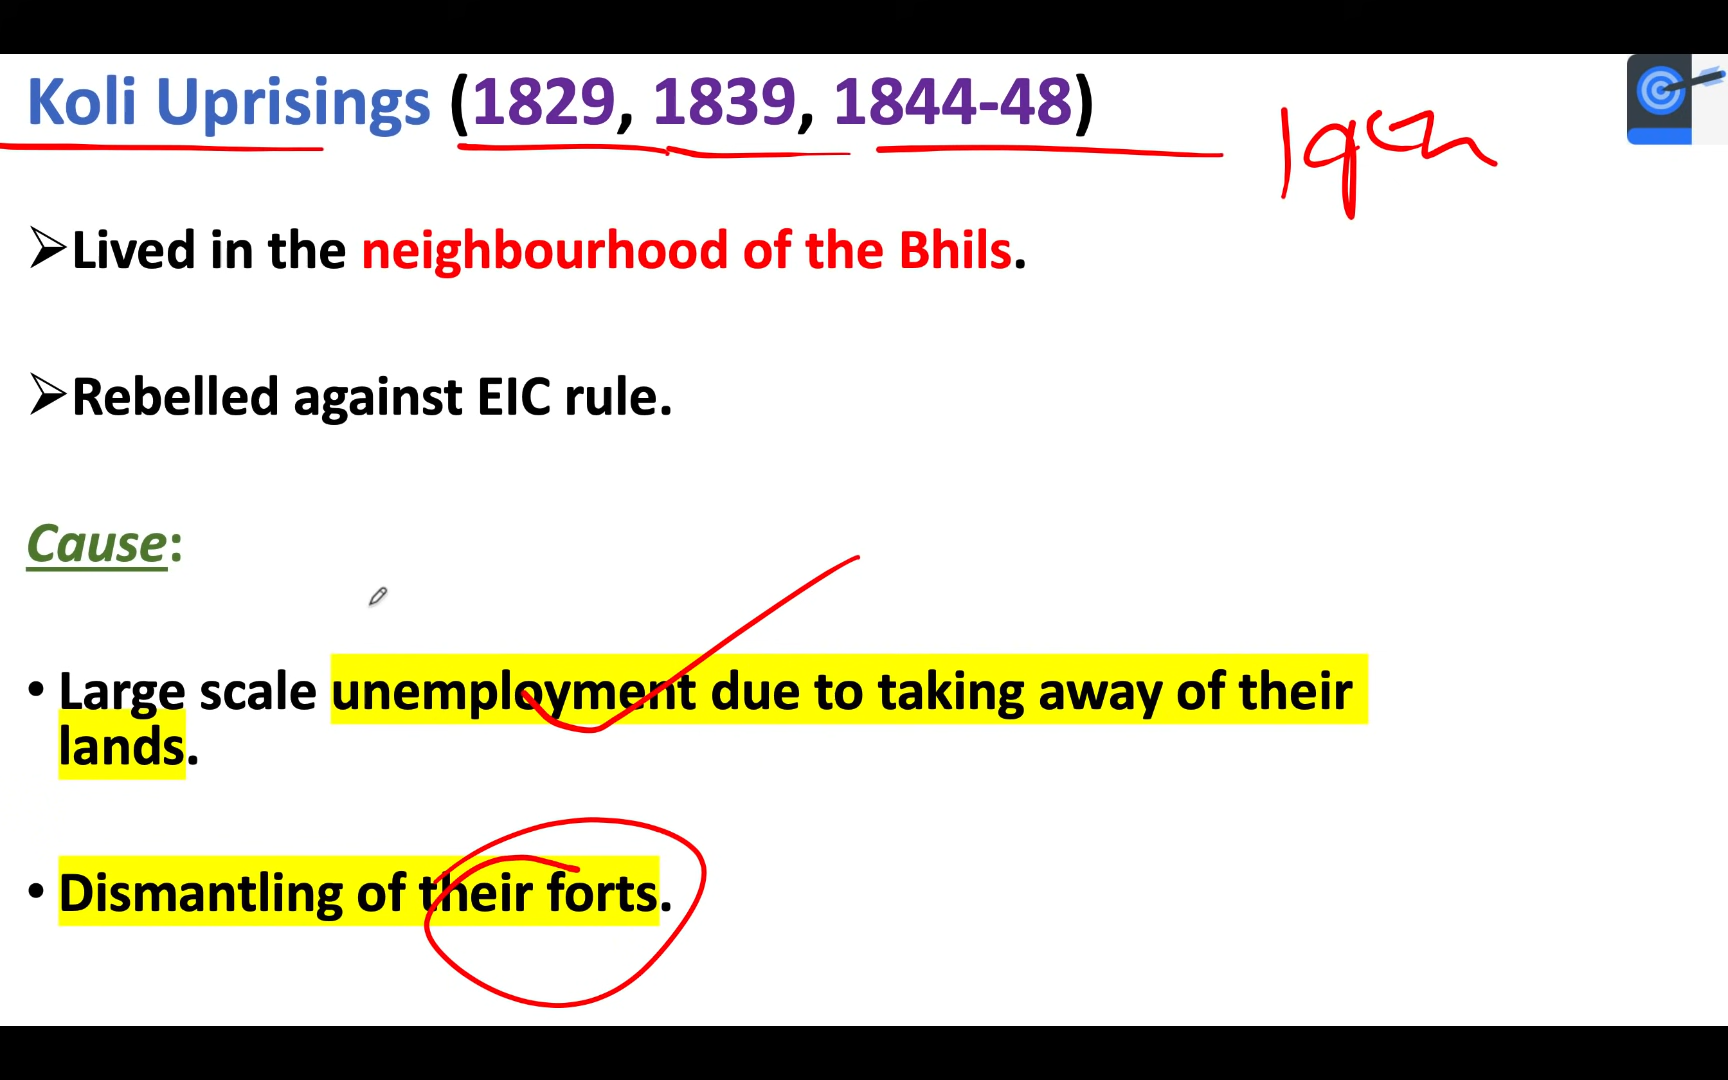 Koli Uprisings (1829, 1839, 1844-48)
➢Lived in the neighbourhood of the Bhils.
➢Rebelled against EIC rule.
Cause:
• Large scale unemployment due to taking away of their
lands.
• Dismantling of their forts.